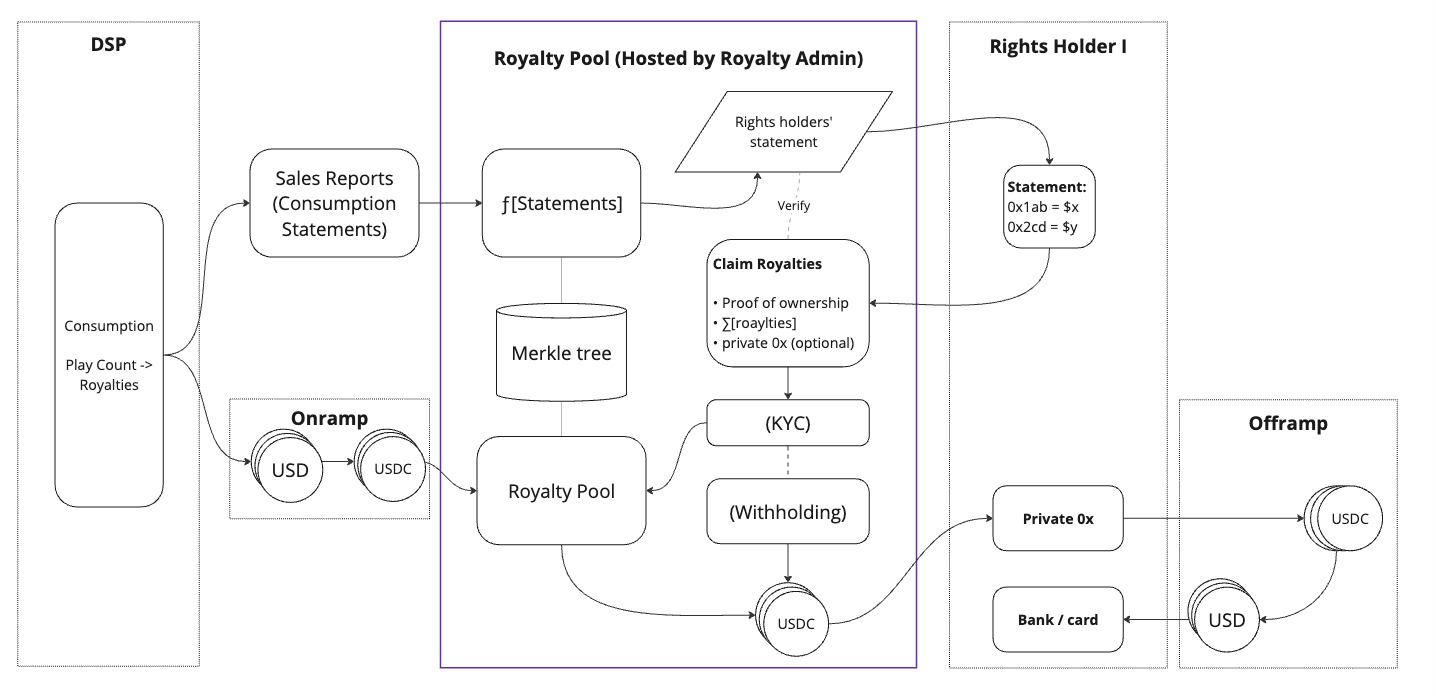 DSP
Royalty Pool (Hosted by Royalty Admin)
Rights Holder I
Rights holders'
statement
Sales Reports
(Consumption
Statements)
ƒ[Statements]
Verify
Statement:
0x1ab = $x
0x2cd = $y
Claim Royalties
• Proof of ownership
• ∑[roaylties]
• private 0x (optional)
Consumption
Play Count ->
Royalties
Merkle tree
Onramp
USD
USDC
(KYC)
Offramp
Royalty Pool
(Withholding)
Private 0x
USDC
USDC
Bank / card
USD